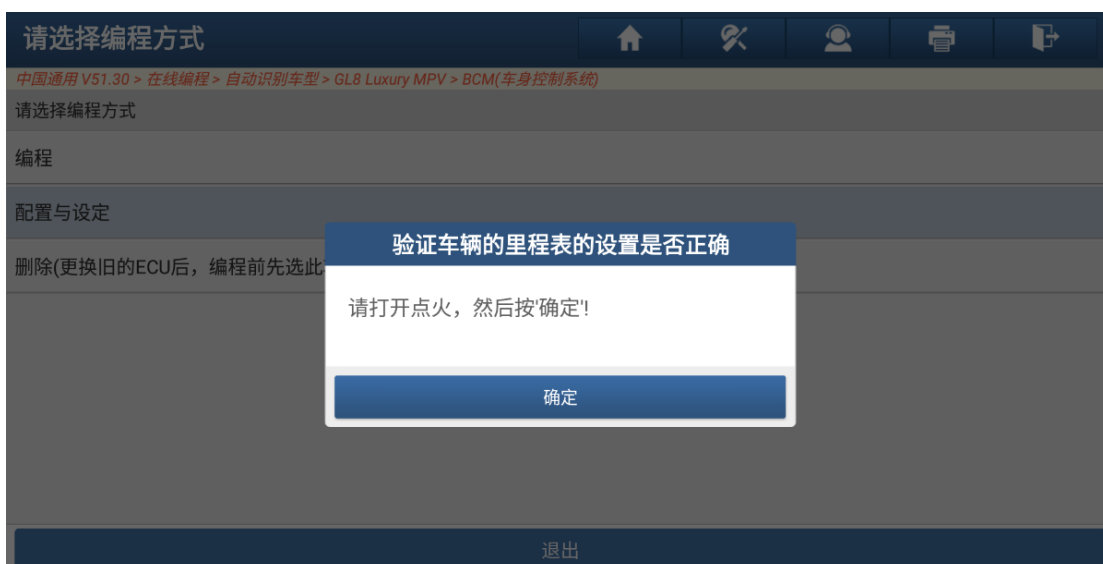 请选择编程方式
中国通用 V51.30 > 在线编程 > 自动识别车型 > GL8 Luxury MPV > BCM(车身控制系统)
请选择编程方式
编程
配置与设定
删除(更换旧的ECU后，编程前先选此
验证车辆的里程表的设置是否正确
请打开点火，然后按'确定'!
确定
退出